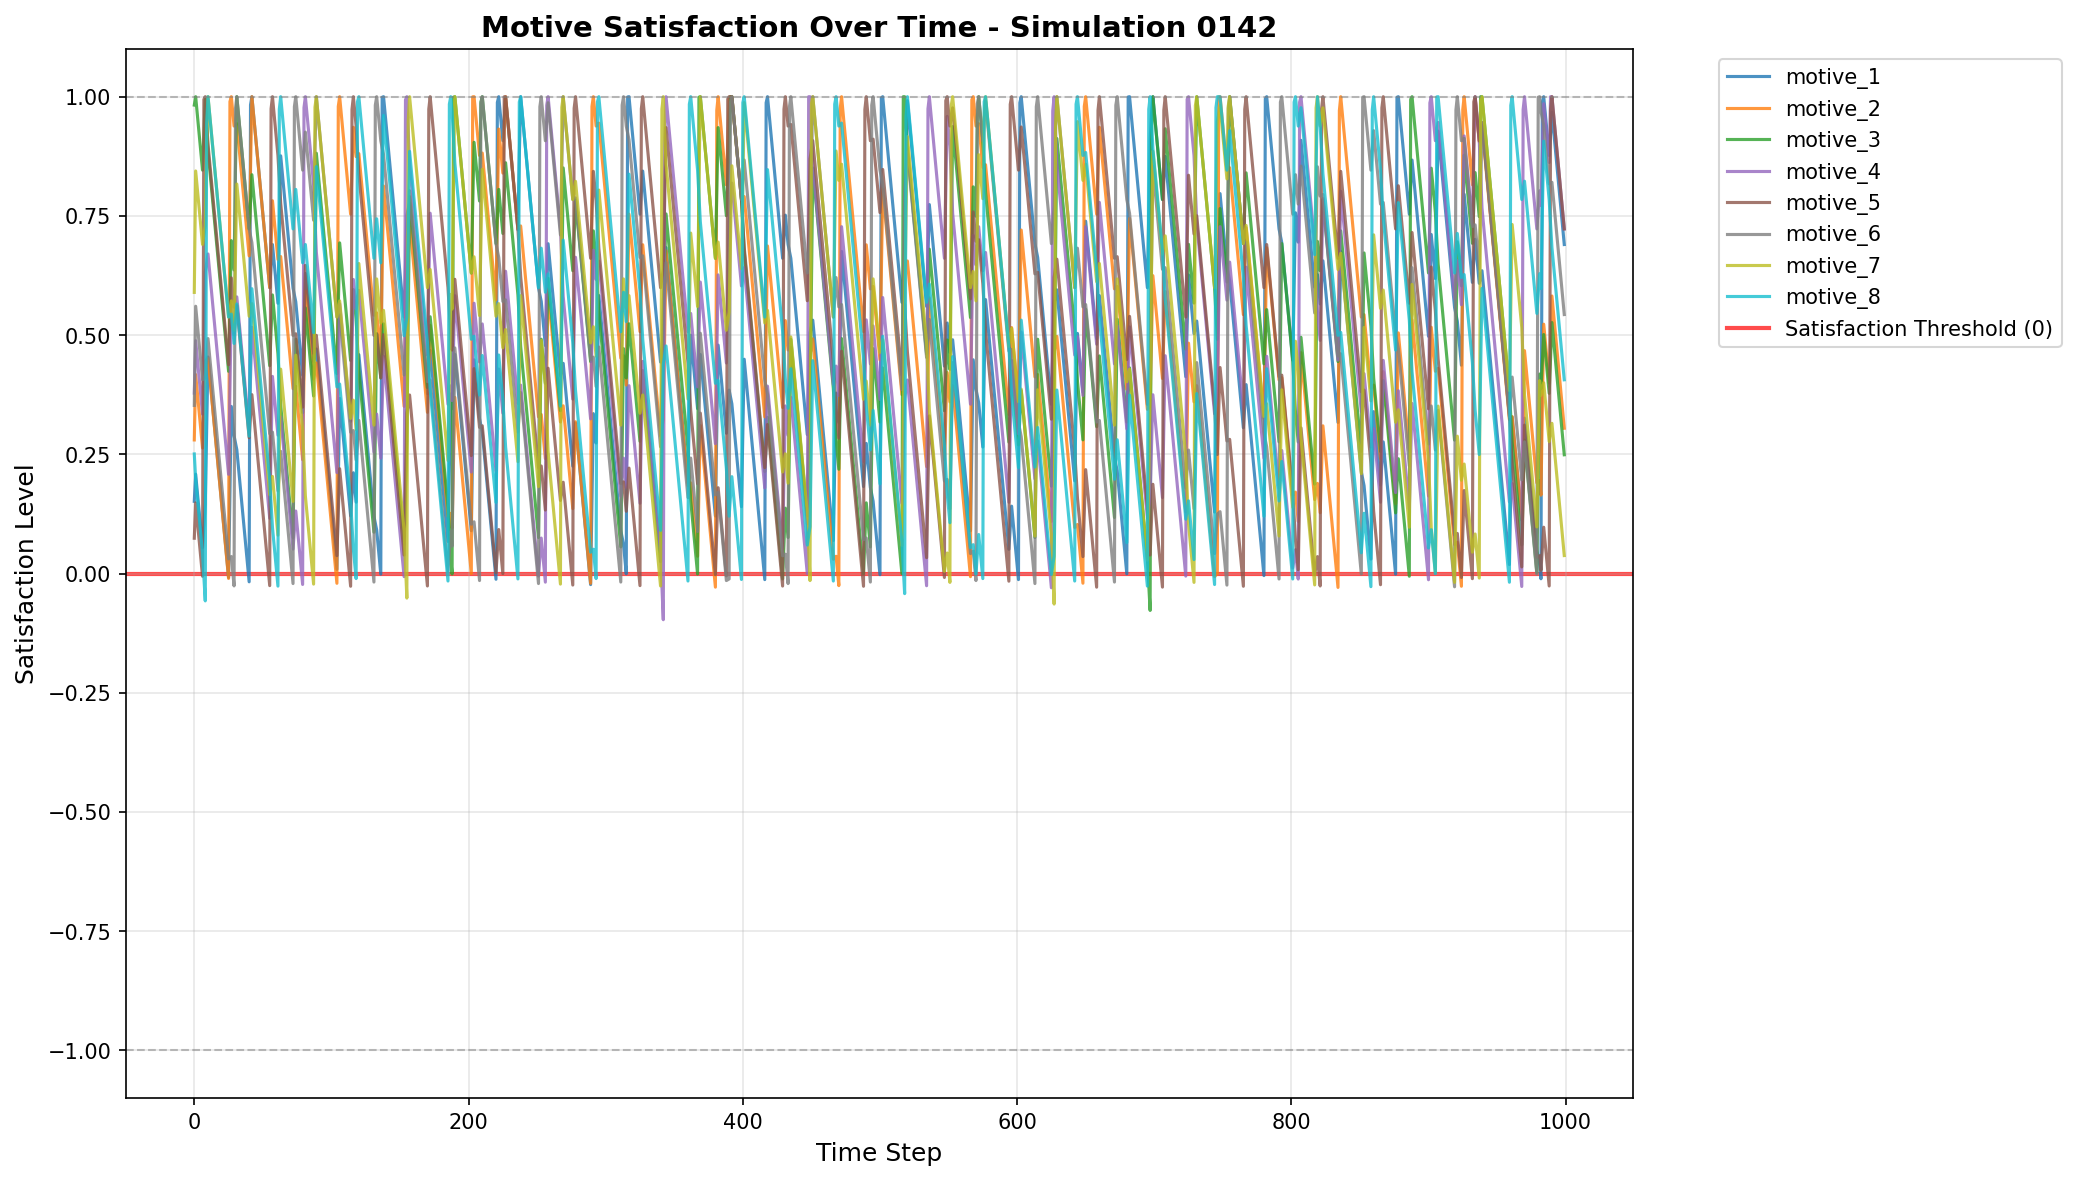 Motive Satisfaction Over Time - Simulation 0142
Satisfaction Level
1.00
0.75
0.50
0.25
0.00
−0.25
−0.50
−0.75
−1.00
0 200 400 600 800 1000
Time Step
motive_1
motive_2
motive_3
motive_4
motive_5
motive_6
motive_7
motive_8
Satisfaction Threshold (0)